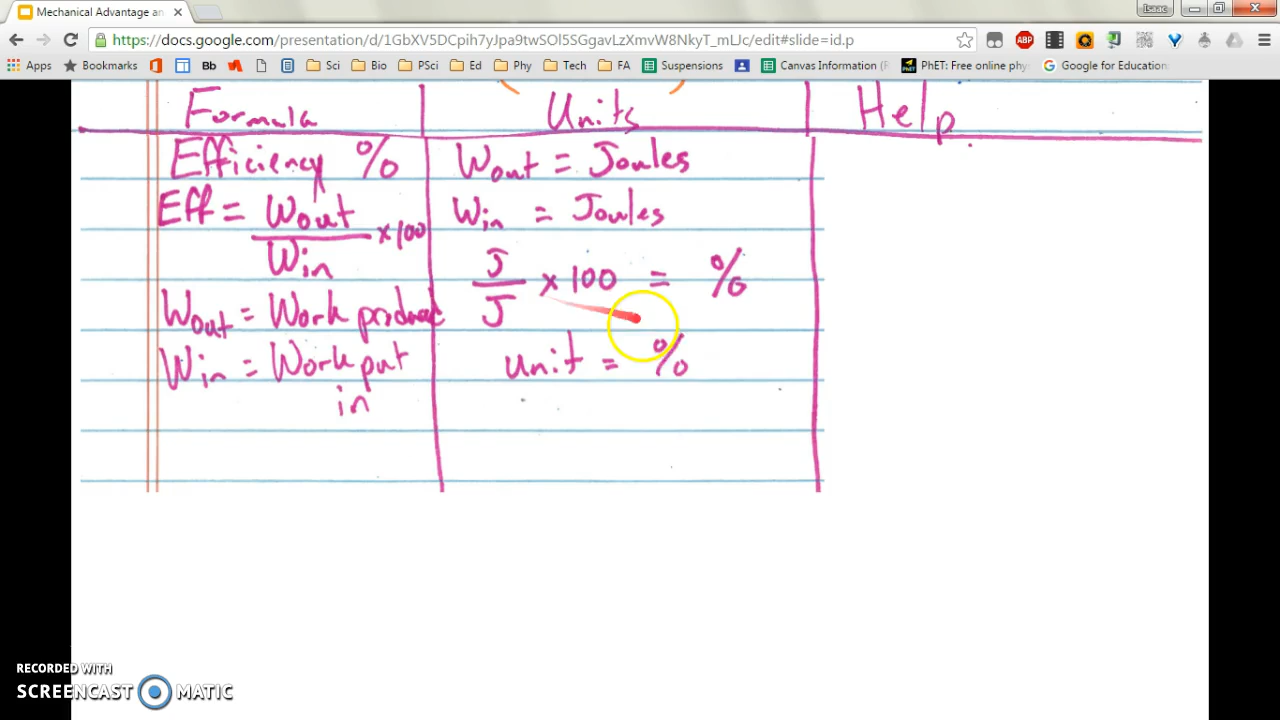 Mechanical Advantage an
Isaac
https://docs.google.com/presentation/d/1GbXV5DCpih7yJpa9twSOl5SGgavLzXmvW8NkyT_mLJc/edit#slide=id.p
ABP
Apps Bookmarks Bb Sci Bio PSci Ed Phy Tech FA Suspensions Canvas Information ( PhET PhET: Free online phy Google for Education
Formula Units Help
Efficiency % Wout = Joules
Eff = Wout / Win × 100 Win = Joules
J / J × 100 = %
Wout = Work produced
Win = Work put unit = %
in
RECORDED WITH
SCREENCAST MATIC